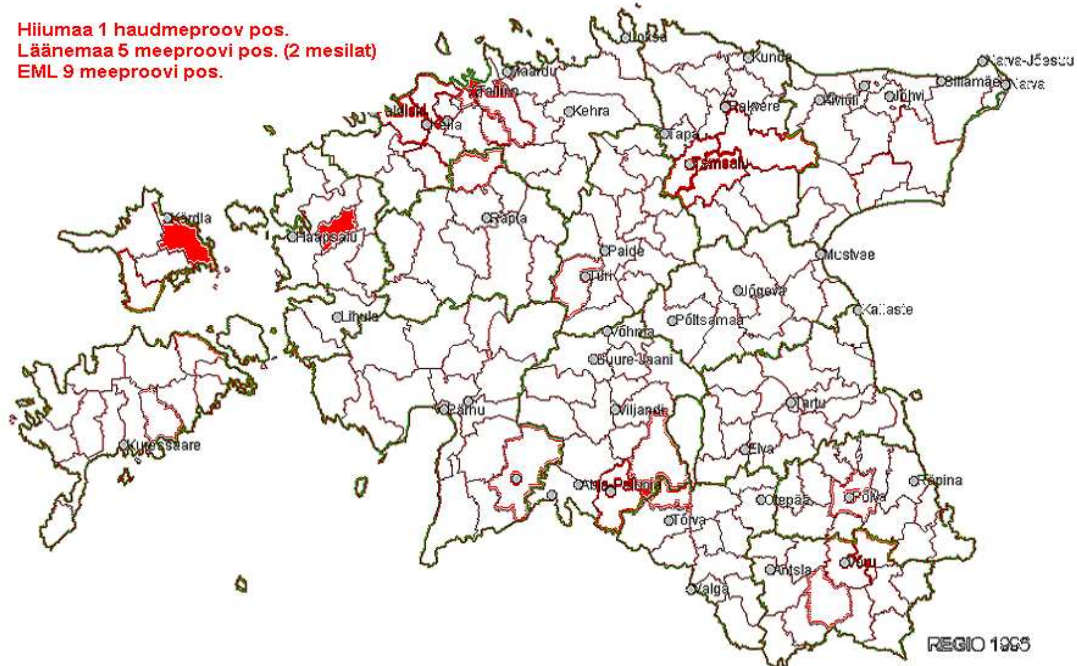 Hiiumaa 1 haudmeproov pos.
Läänemaa 5 meeproovi pos. (2 mesilat)
EML 9 meeproovi pos.
Loksa
Maardu
Kunda
Narva-Jõesuu
Sillamäe
Narva
Tallinn
Kehra
Rakvere
Kiviõli
Jõhvi
Keila
Tapa
Tamsalu
Kärdla
Haapsalu
Rapla
Paide
Mustvee
Türi
Jõgeva
Lihula
Põltsamaa
Kallaste
Võhma
Suure-Jaani
Pärnu
Viljandi
Tartu
Kuressaare
Elva
Abja-Paluoja
Otepää
Põlva
Räpina
Tõrva
Antsla
Võru
Valga
REGIO 1995